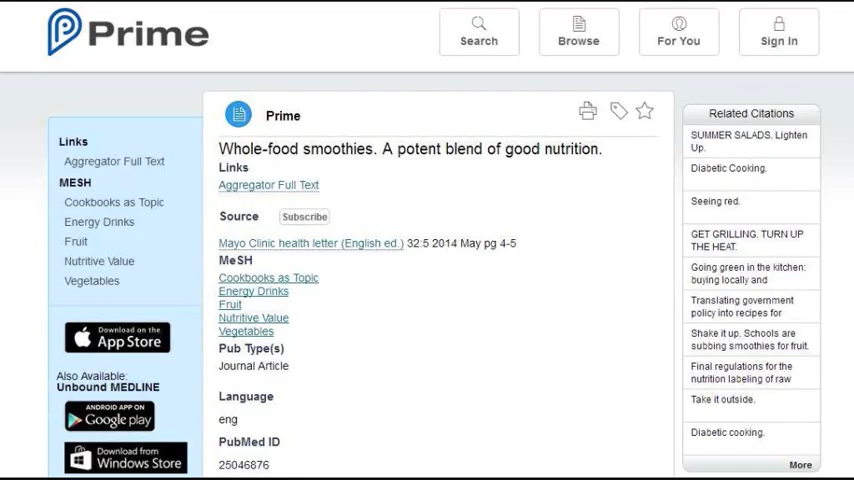 Prime
Search
Browse
For You
Sign In
Links
Aggregator Full Text
MESH
Cookbooks as Topic
Energy Drinks
Fruit
Nutritive Value
Vegetables
Download on the
App Store
Also Available:
Unbound MEDLINE
ANDROID APP ON
Google play
Download from
Windows Store
Prime
Whole-food smoothies. A potent blend of good nutrition.
Links
Aggregator Full Text
Source
Subscribe
Mayo Clinic health letter (English ed.) 32:5 2014 May pg 4-5
MeSH
Cookbooks as Topic
Energy Drinks
Fruit
Nutritive Value
Vegetables
Pub Type(s)
Journal Article
Language
eng
PubMed ID
25046876
Related Citations
SUMMER SALADS. Lighten
Up.
Diabetic Cooking.
Seeing red.
GET GRILLING. TURN UP
THE HEAT.
Going green in the kitchen:
buying locally and
Translating government
policy into recipes for
Shake it up. Schools are
subbing smoothies for fruit.
Final regulations for the
nutrition labeling of raw
Take it outside.
Diabetic cooking.
More